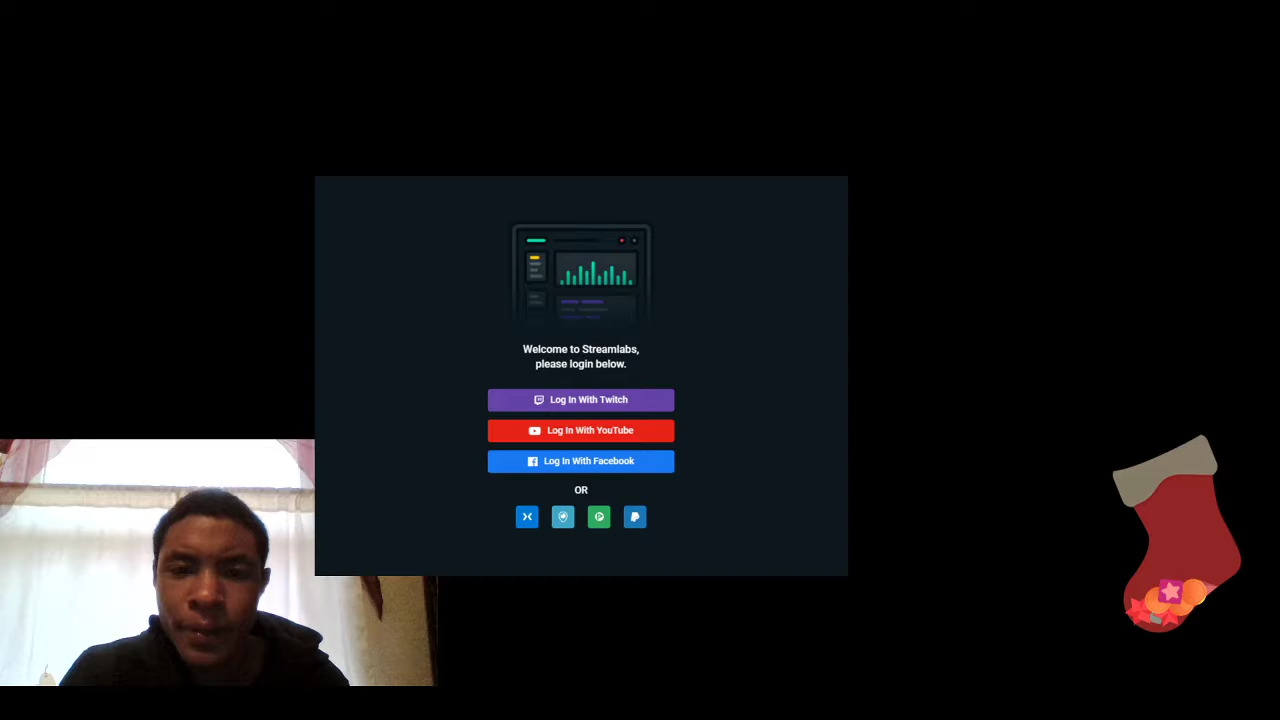 Welcome to Streamlabs,
please login below.
Log In With Twitch
Log In With YouTube
Log In With Facebook
OR